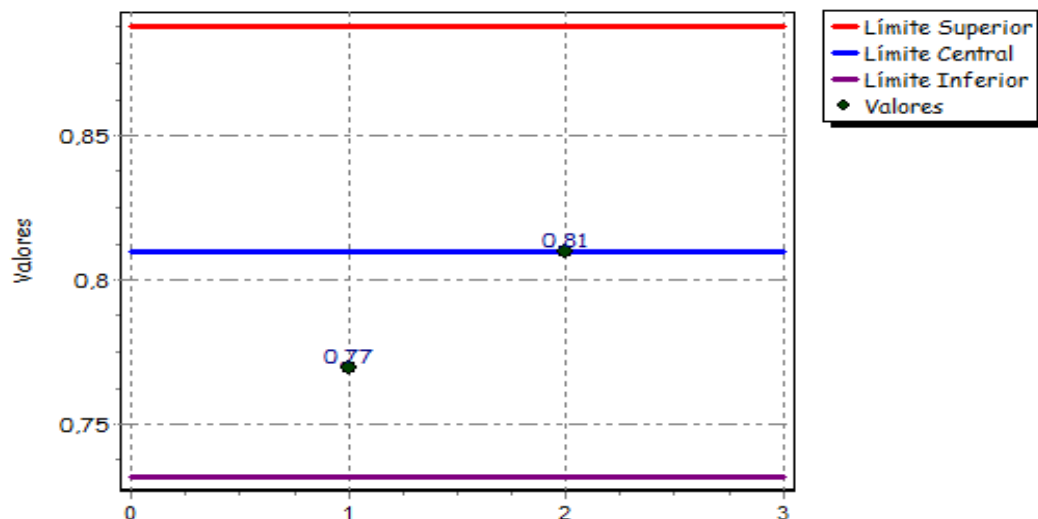 Límite Superior
Límite Central
Límite Inferior
Valores
0,85
0,8
0,75
Valores
0,81
0,77
0 1 2 3